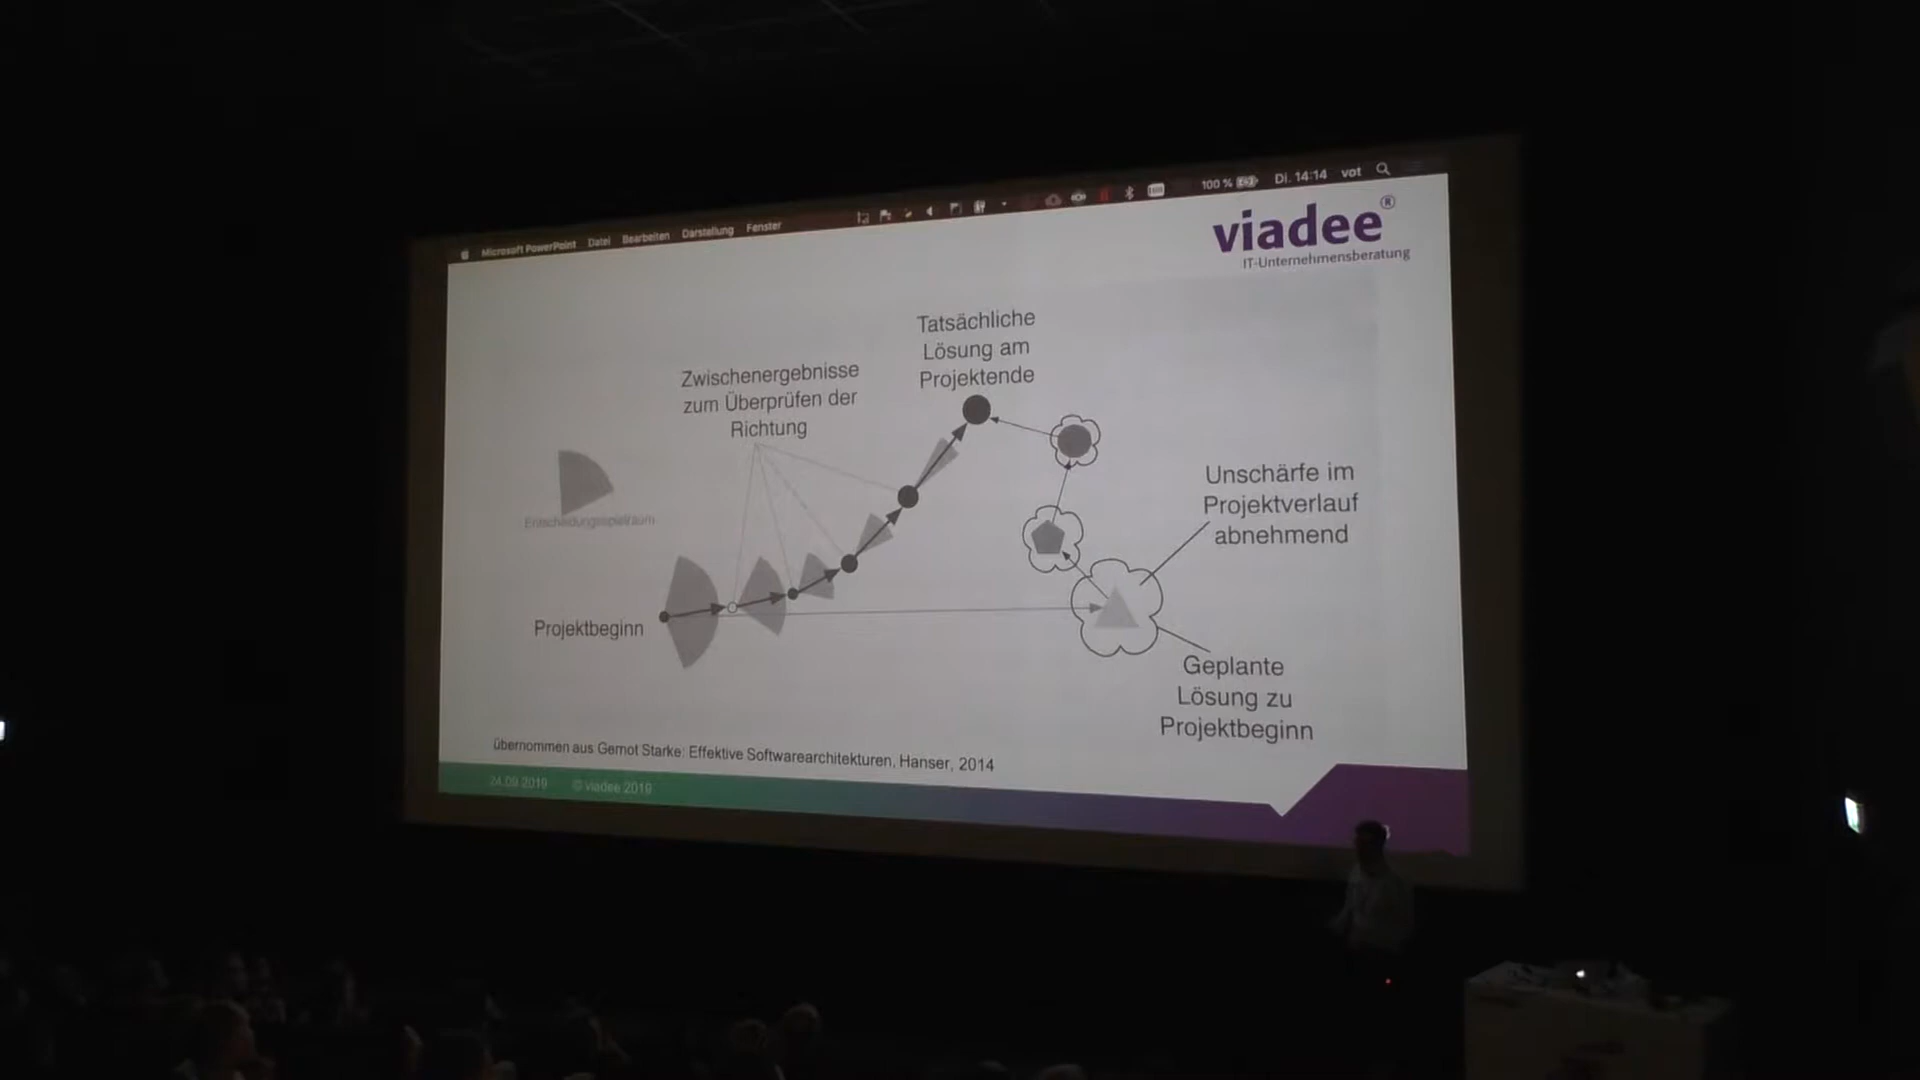 Microsoft PowerPoint Datei Bearbeiten Darstellung Fenster
100 % Di. 14:14 vot
viadee®
IT-Unternehmensberatung
Tatsächliche
Lösung am
Projektende
Zwischenergebnisse
zum Überprüfen der
Richtung
Entscheidungsspielraum
Unschärfe im
Projektverlauf
abnehmend
Projektbeginn
Geplante
Lösung zu
Projektbeginn
übernommen aus Gernot Starke: Effektive Softwarearchitekturen, Hanser, 2014
24.09.2019 © viadee 2019